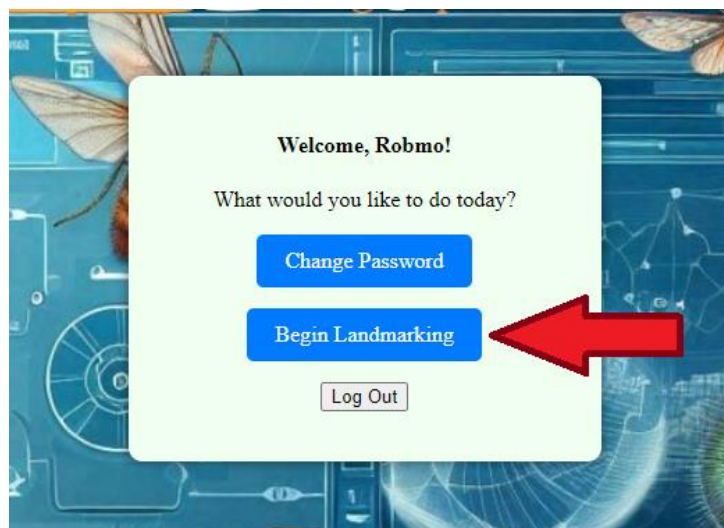 Welcome, Robmo!
What would you like to do today?
Change Password
Begin Landmarking
Log Out